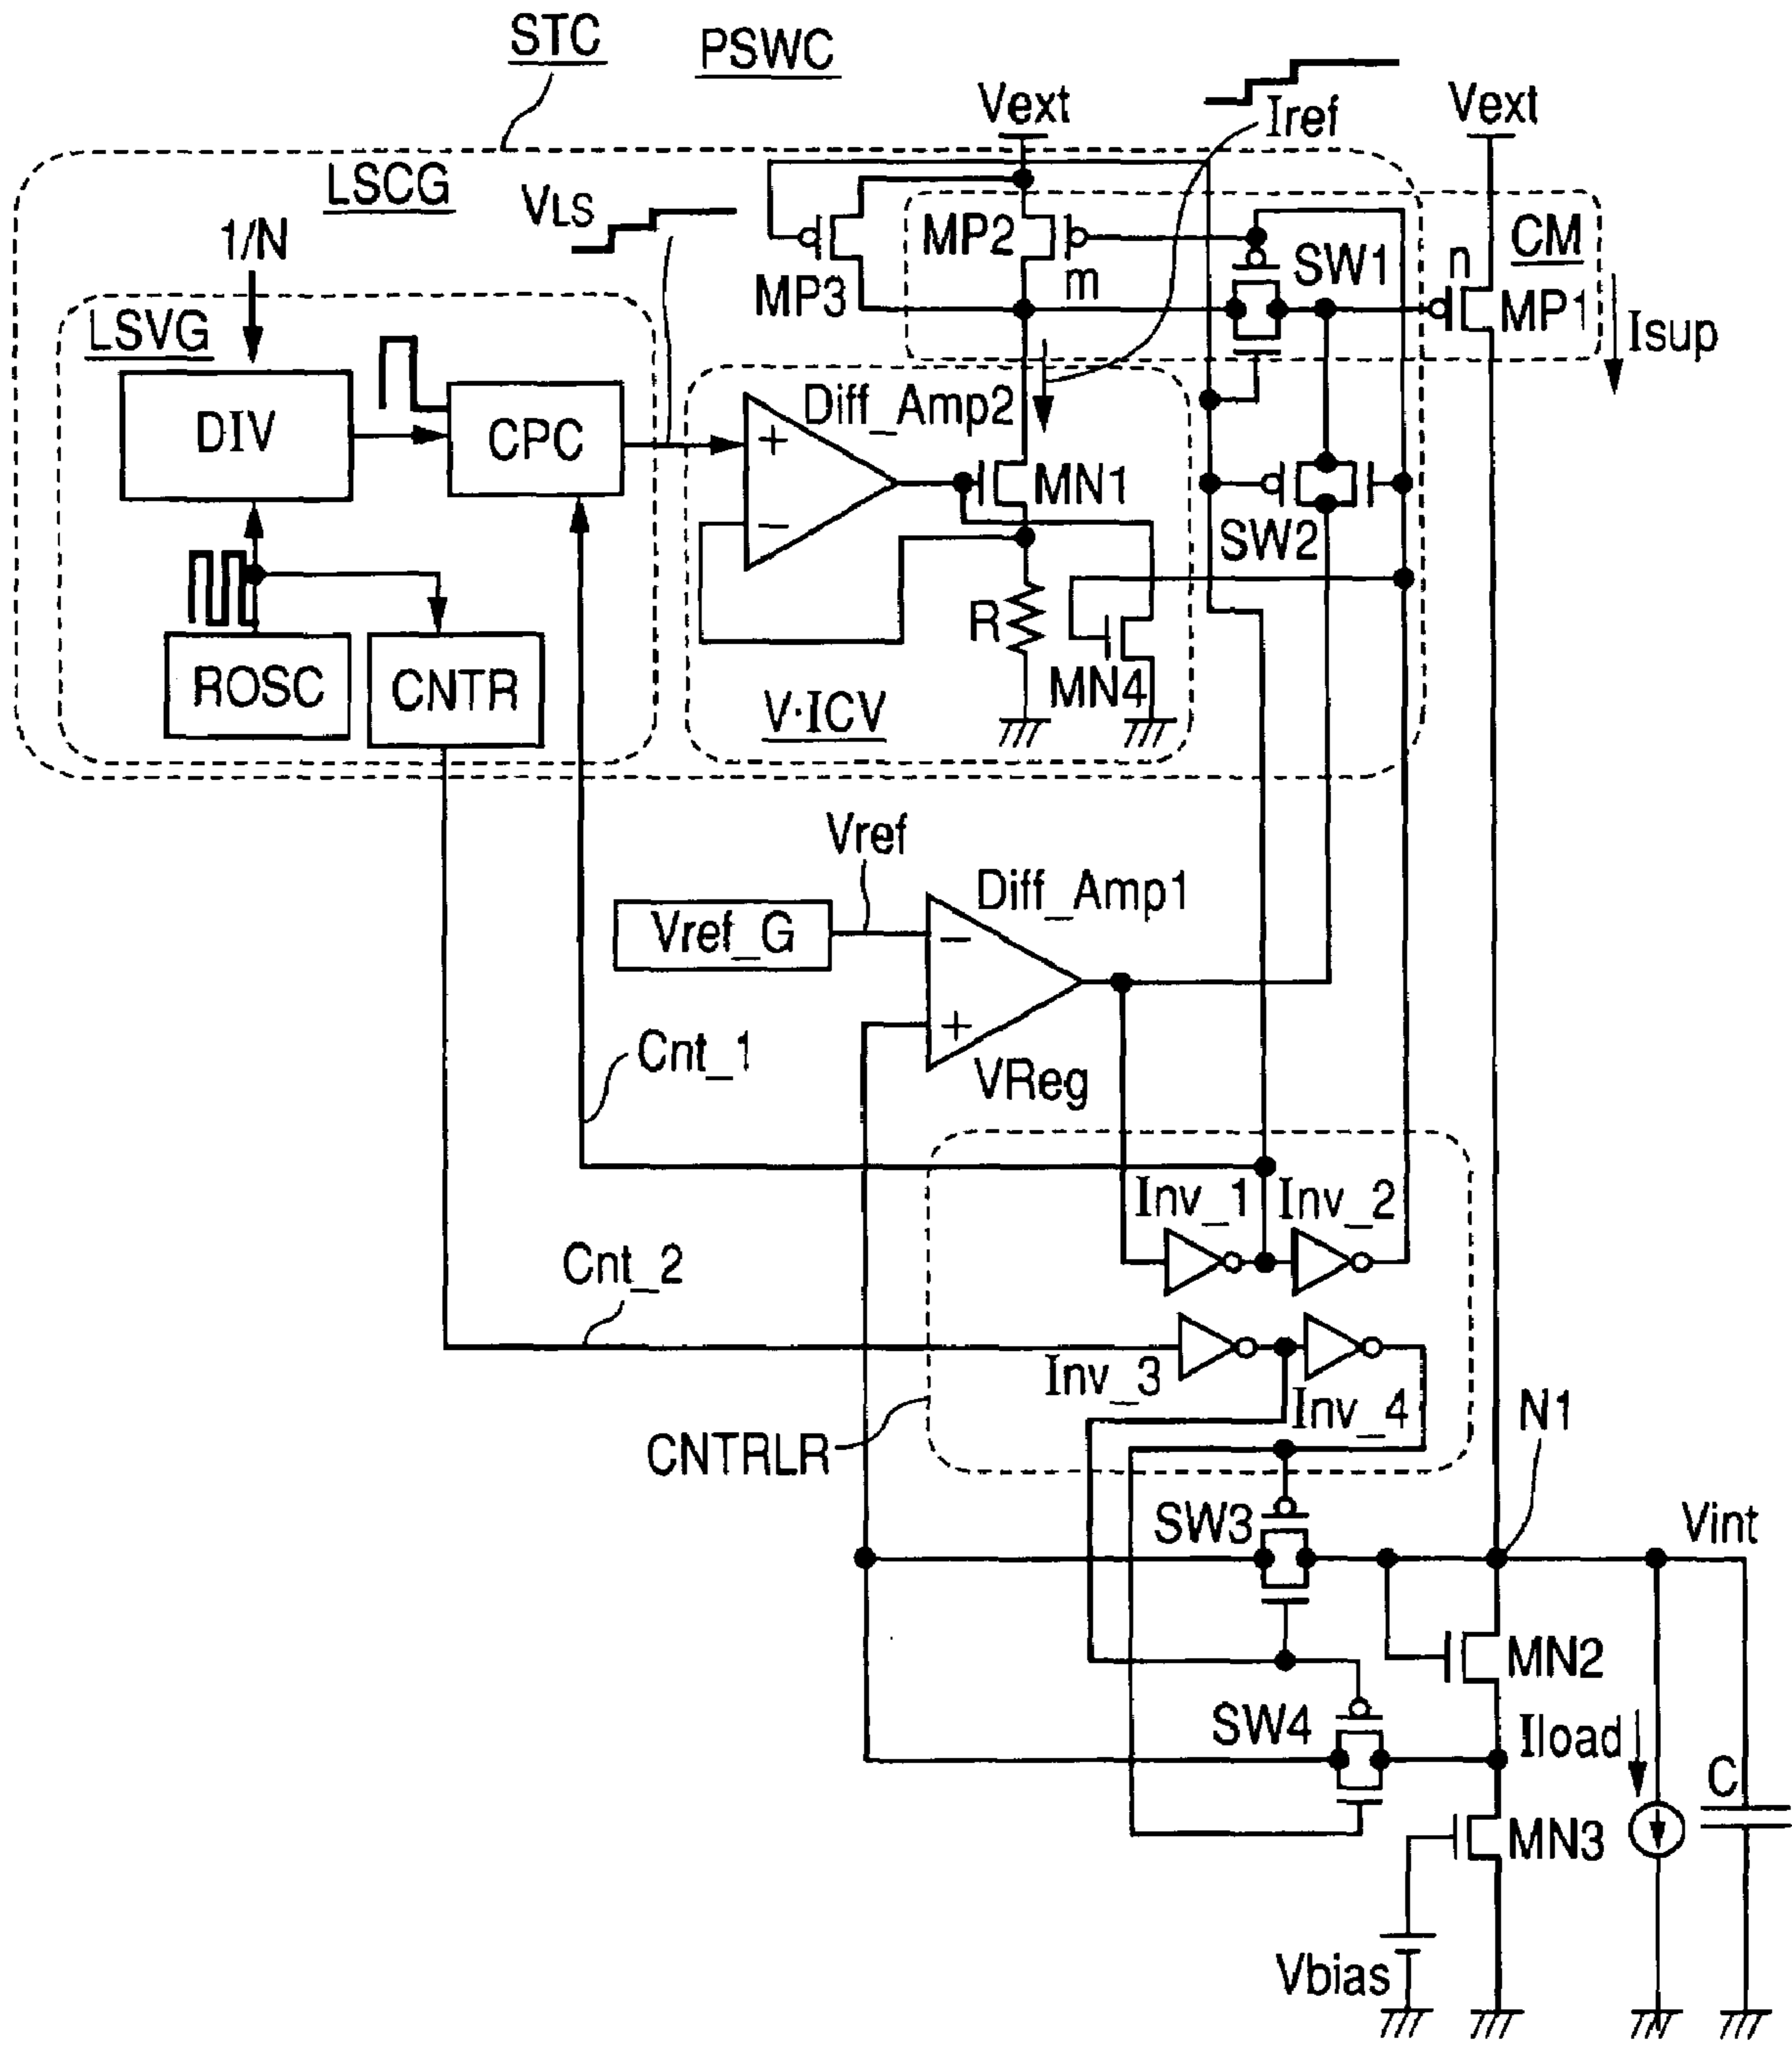 STC
PSWC
Vext
Iref
Vext
LSCG
VLS
1/N
MP2
m
MP3
SW1
n
CM
MP1
Isup
LSVG
DIV
CPC
Diff_Amp2
+
−
MN1
SW2
R
MN4
ROSC
CNTR
V·ICV
Vref
Vref_G
Diff_Amp1
−
+
VReg
Cnt_1
Inv_1
Inv_2
Cnt_2
Inv_3
Inv_4
CNTRLR
N1
SW3
Vint
MN2
SW4
Iload
C
MN3
Vbias